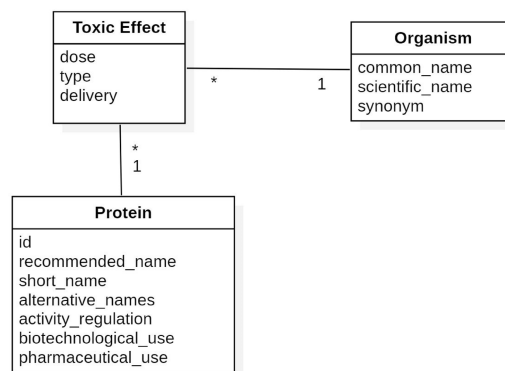 Toxic Effect
dose
type
delivery
*
1
Organism
common_name
scientific_name
synonym
*
1
Protein
id
recommended_name
short_name
alternative_names
activity_regulation
biotechnological_use
pharmaceutical_use